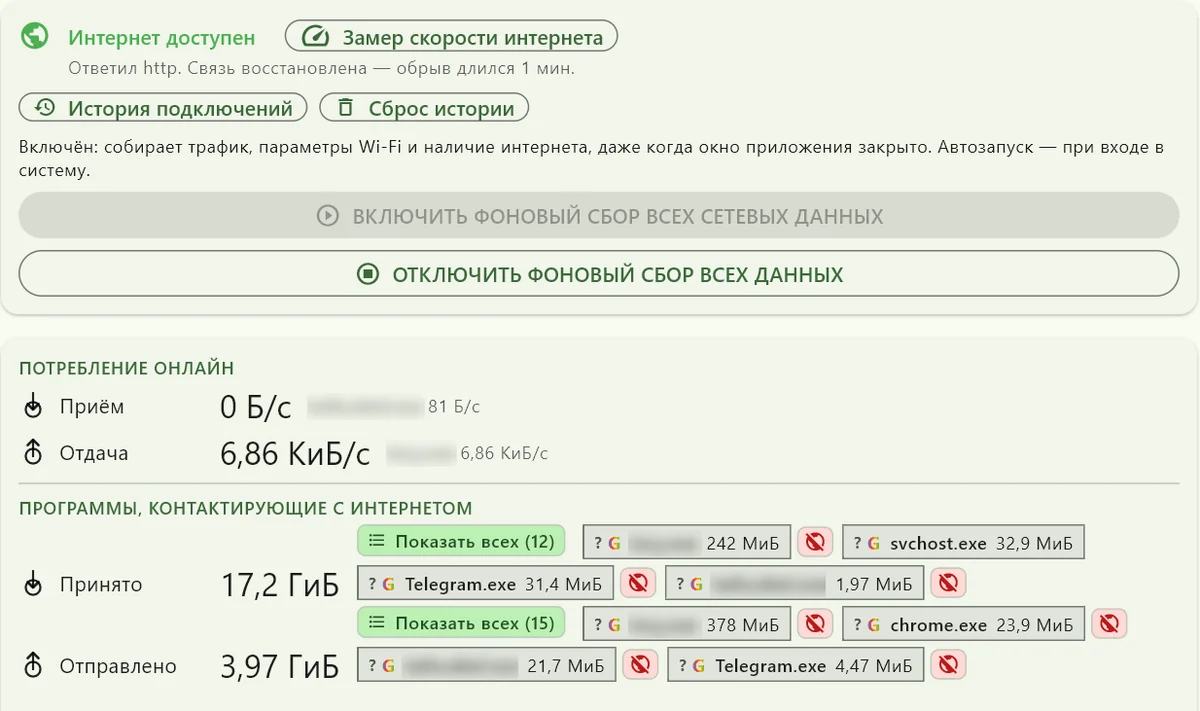 Интернет доступен Замер скорости интернета
Ответил http. Связь восстановлена — обрыв длился 1 мин.
История подключений Сброс истории
Включён: собирает трафик, параметры Wi-Fi и наличие интернета, даже когда окно приложения закрыто. Автозапуск — при входе в
систему.
ВКЛЮЧИТЬ ФОНОВЫЙ СБОР ВСЕХ СЕТЕВЫХ ДАННЫХ
ОТКЛЮЧИТЬ ФОНОВЫЙ СБОР ВСЕХ ДАННЫХ
ПОТРЕБЛЕНИЕ ОНЛАЙН
Приём 0 Б/с 81 Б/с
Отдача 6,86 КиБ/с 6,86 КиБ/с
ПРОГРАММЫ, КОНТАКТИРУЮЩИЕ С ИНТЕРНЕТОМ
Показать всех (12) ? G 242 МиБ ? G svchost.exe 32,9 МиБ
Принято 17,2 ГиБ ? G Telegram.exe 31,4 МиБ ? G 1,97 МиБ
Показать всех (15) ? G 378 МиБ ? G chrome.exe 23,9 МиБ
Отправлено 3,97 ГиБ ? G 21,7 МиБ ? G Telegram.exe 4,47 МиБ